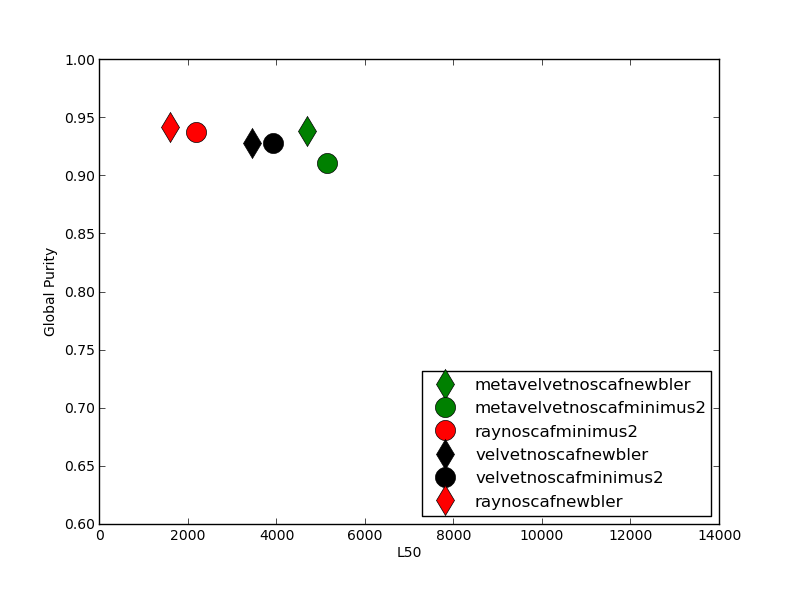 1.00
0.95
0.90
0.85
0.80
0.75
0.70
0.65
0.60
Global Purity
metavelvetnoscafnewbler
metavelvetnoscafminimus2
raynoscafminimus2
velvetnoscafnewbler
velvetnoscafminimus2
raynoscafnewbler
0 2000 4000 6000 8000 10000 12000 14000
L50